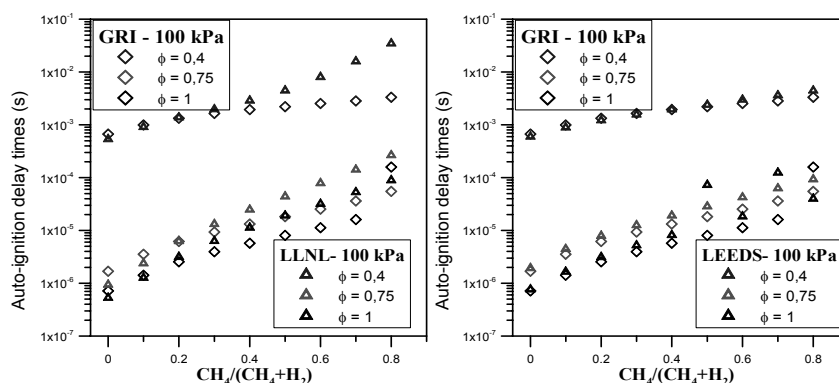 GRI - 100 kPa
ϕ = 0,4
ϕ = 0,75
ϕ = 1
LLNL- 100 kPa
ϕ = 0,4
ϕ = 0,75
ϕ = 1
Auto-ignition delay times (s)
1x10⁻¹
1x10⁻²
1x10⁻³
1x10⁻⁴
1x10⁻⁵
1x10⁻⁶
1x10⁻⁷
0 0.2 0.4 0.6 0.8
CH₄/(CH₄+H₂)
GRI - 100 kPa
ϕ = 0,4
ϕ = 0,75
ϕ = 1
LEEDS- 100 kPa
ϕ = 0,4
ϕ = 0,75
ϕ = 1
Auto-ignition delay times (s)
1x10⁻¹
1x10⁻²
1x10⁻³
1x10⁻⁴
1x10⁻⁵
1x10⁻⁶
1x10⁻⁷
0 0.2 0.4 0.6 0.8
CH₄/(CH₄+H₂)